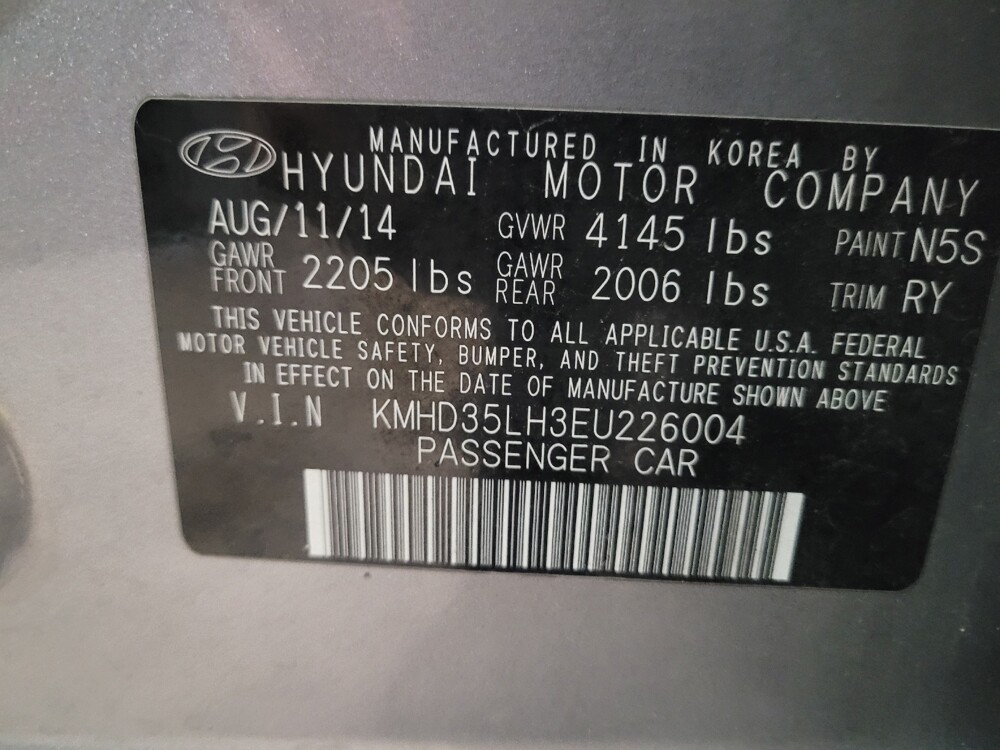 MANUFACTURED IN KOREA BY
HYUNDAI MOTOR COMPANY
AUG/11/14 GVWR 4145 lbs PAINT N5S
GAWR FRONT 2205 lbs GAWR REAR 2006 lbs TRIM RY
THIS VEHICLE CONFORMS TO ALL APPLICABLE U.S.A. FEDERAL
MOTOR VEHICLE SAFETY, BUMPER, AND THEFT PREVENTION STANDARDS
IN EFFECT ON THE DATE OF MANUFACTURE SHOWN ABOVE
V.I.N KMHD35LH3EU226004
PASSENGER CAR